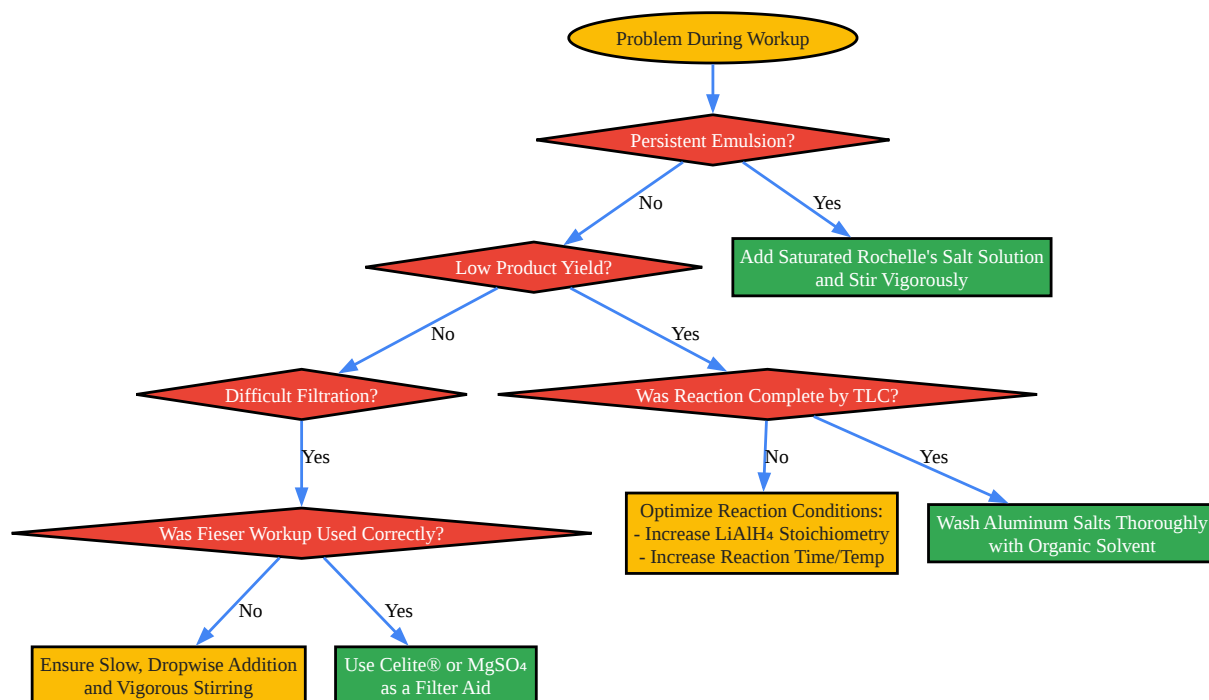 Problem During Workup
Persistent Emulsion?
No
Yes
Low Product Yield?
Add Saturated Rochelle's Salt Solution
and Stir Vigorously
No
Yes
Difficult Filtration?
Was Reaction Complete by TLC?
Yes
No
Yes
Was Fieser Workup Used Correctly?
Optimize Reaction Conditions:
- Increase LiAlH₄ Stoichiometry
- Increase Reaction Time/Temp
Wash Aluminum Salts Thoroughly
with Organic Solvent
No
Yes
Ensure Slow, Dropwise Addition
and Vigorous Stirring
Use Celite® or MgSO₄
as a Filter Aid